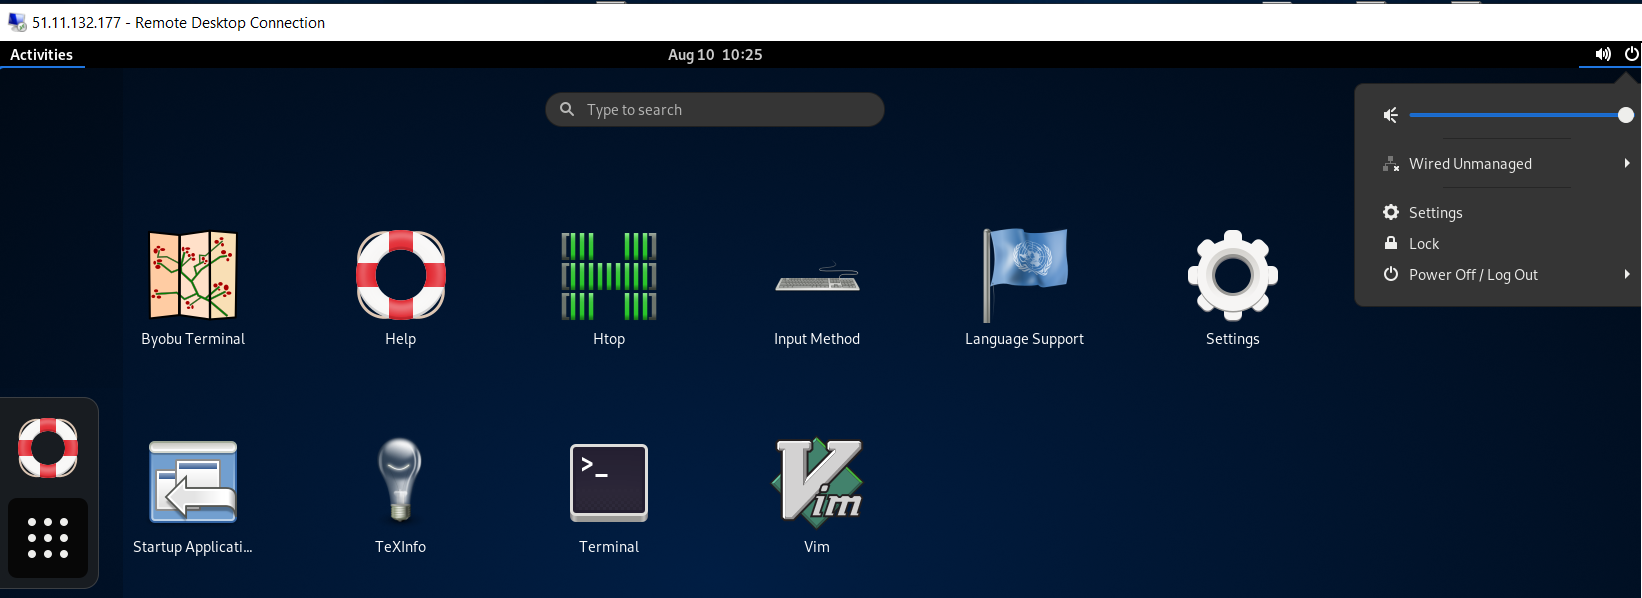 51.11.132.177 - Remote Desktop Connection
Activities
Aug 10 10:25
Type to search
Wired Unmanaged
Settings
Lock
Power Off / Log Out
Byobu Terminal
Help
Htop
Input Method
Language Support
Settings
>_
Vim
Startup Applicati...
TeXInfo
Terminal
Vim